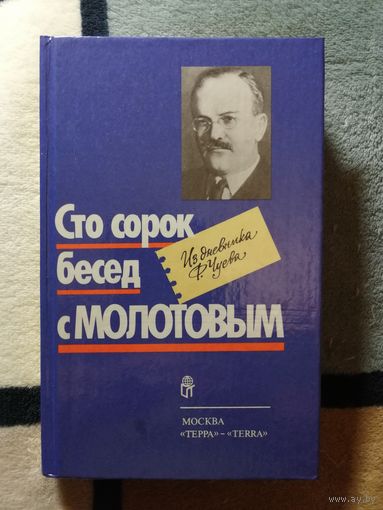 Сто сорок
бесед
с МОЛОТОВЫМ
Из дневника
Ф. Чуева
МОСКВА
«ТЕРРА» – «TERRA»
www.ay.by